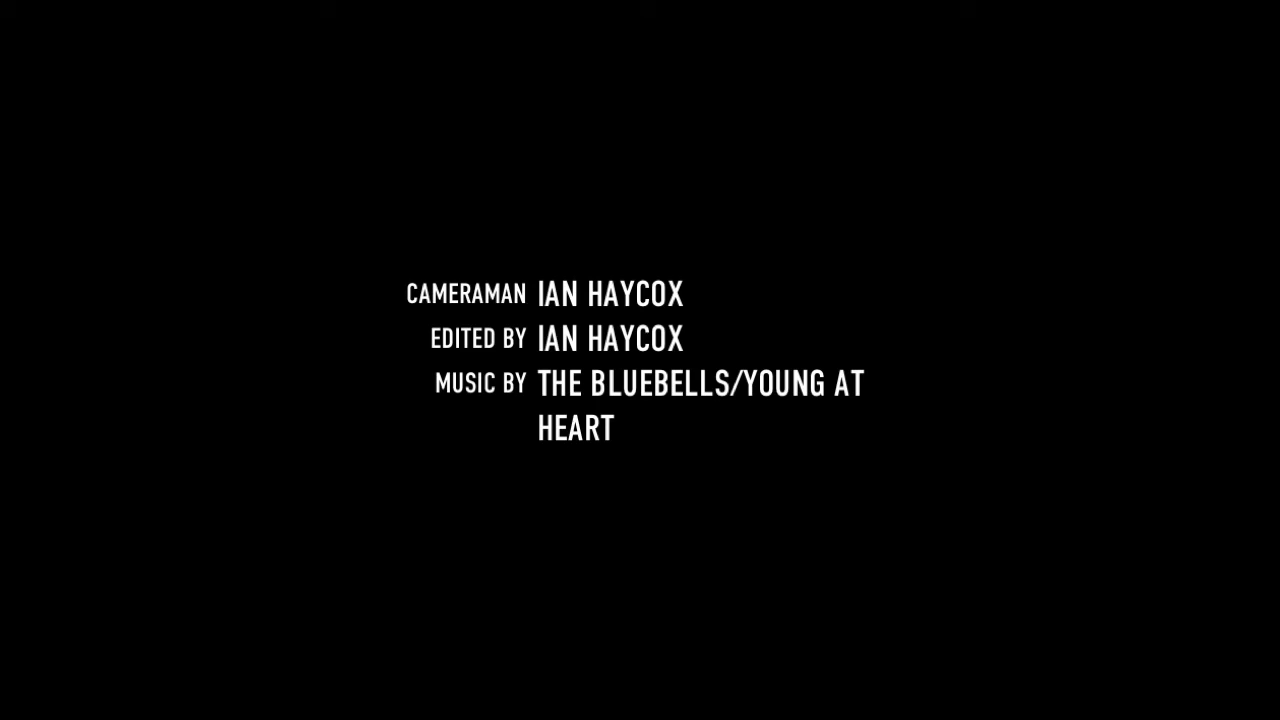 CAMERAMAN IAN HAYCOX
EDITED BY IAN HAYCOX
MUSIC BY THE BLUEBELLS/YOUNG AT
HEART